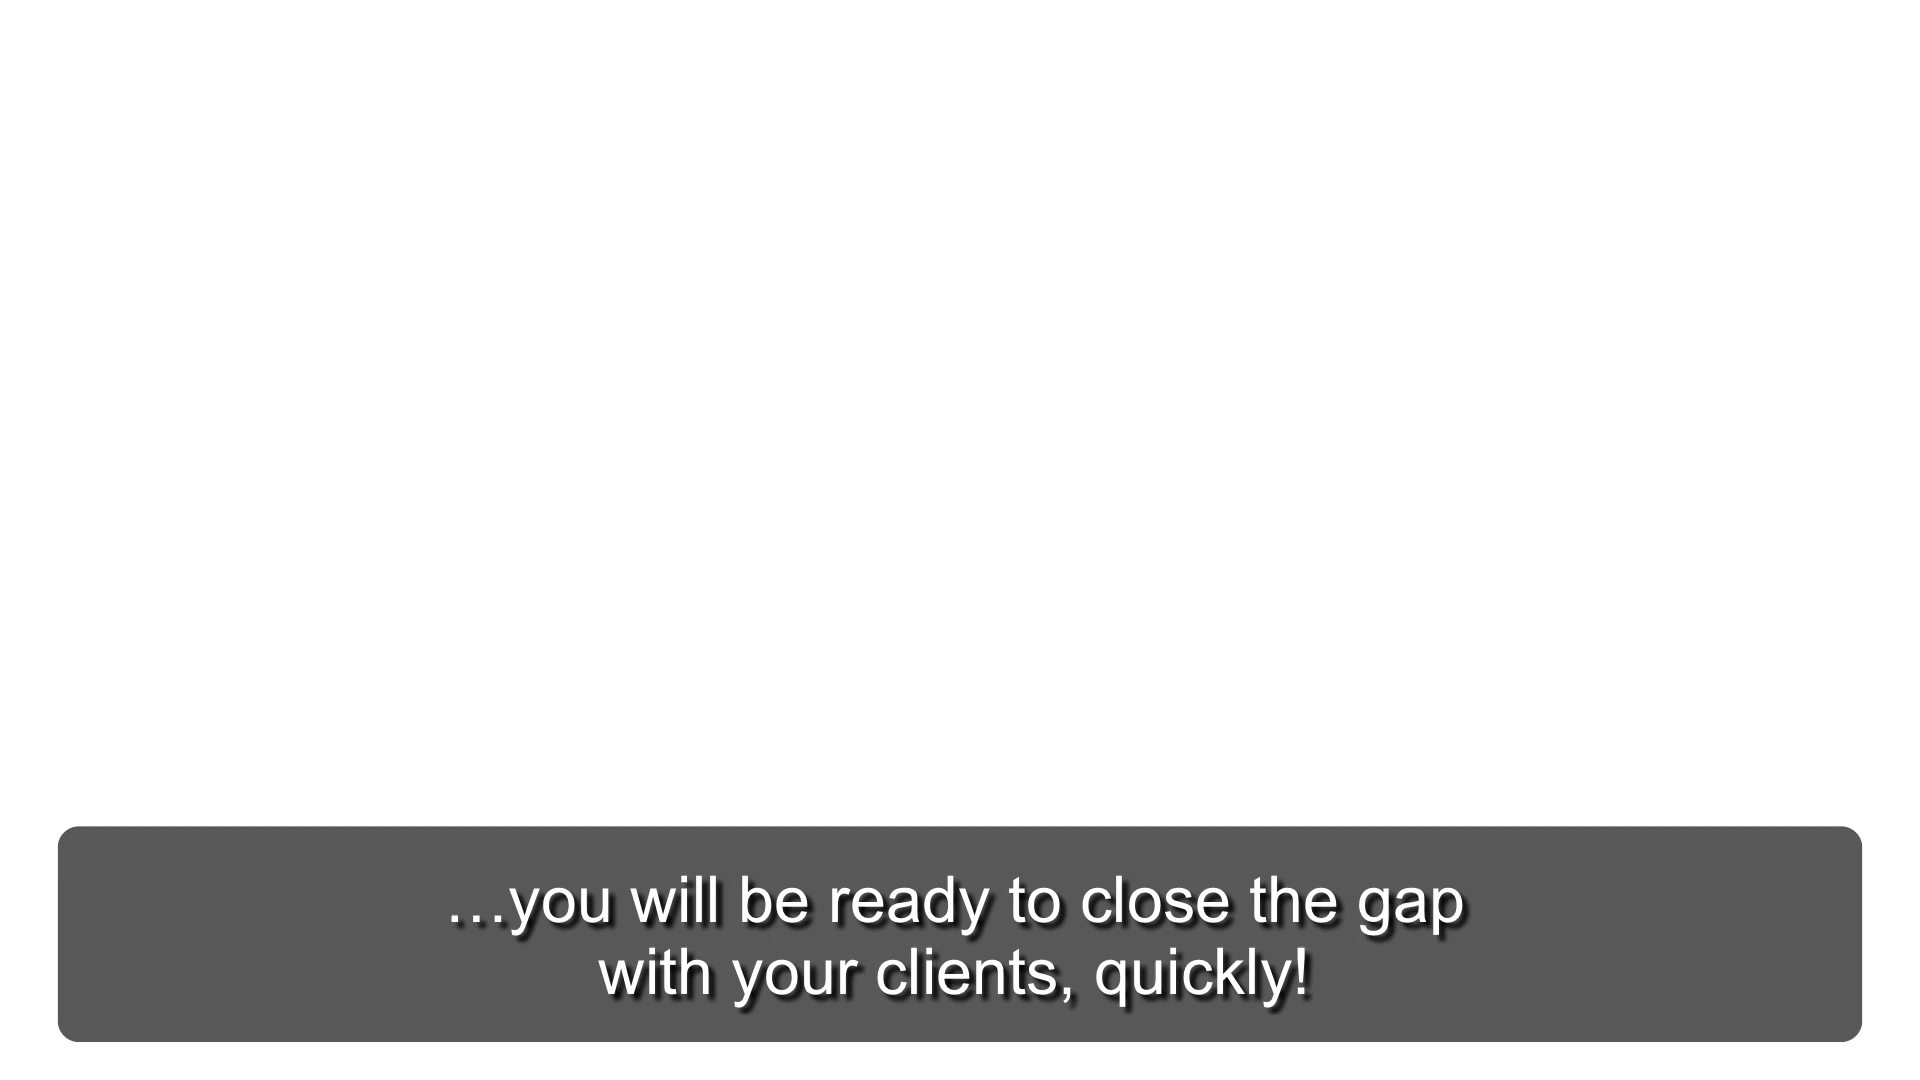 …you will be ready to close the gap
with your clients, quickly!